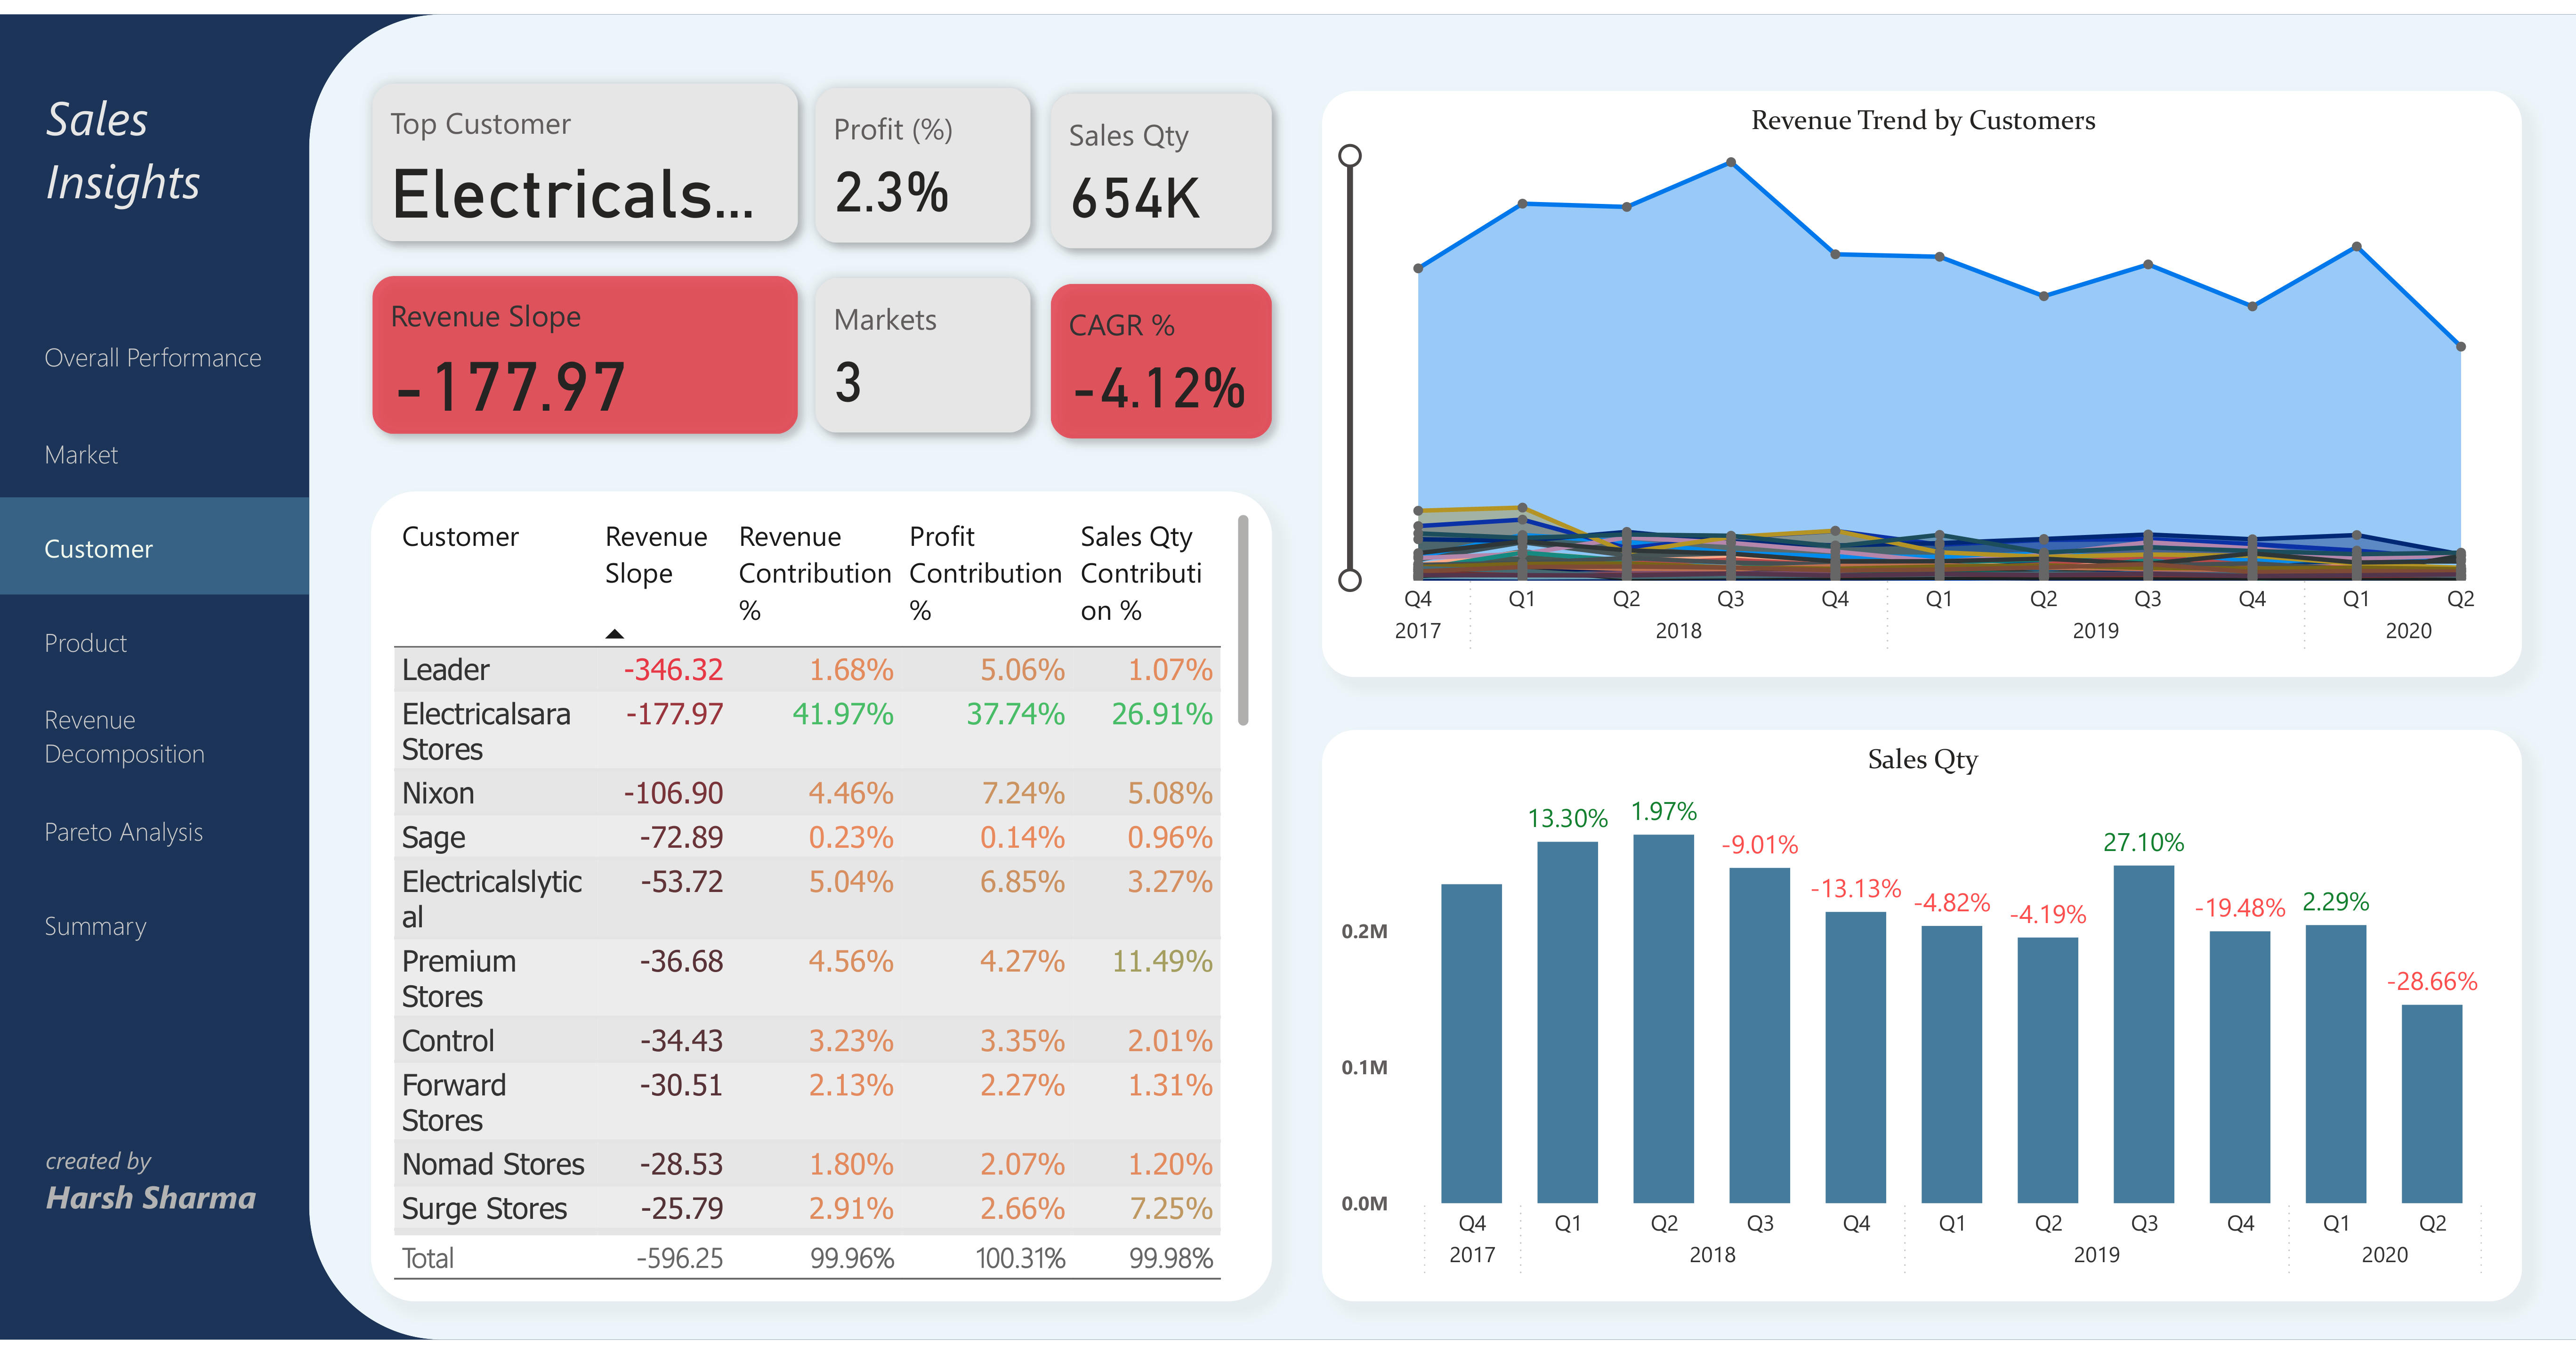 Sales
Insights
Overall Performance
Market
Customer
Product
Revenue
Decomposition
Pareto Analysis
Summary
created by
Harsh Sharma
Top Customer
Electricals...
Profit (%)
2.3%
Sales Qty
654K
Revenue Slope
-177.97
Markets
3
CAGR %
-4.12%
Customer Revenue Revenue Profit Sales Qty
Slope Contribution Contribution Contributi
% % on %
Leader -346.32 1.68% 5.06% 1.07%
Electricalsara -177.97 41.97% 37.74% 26.91%
Stores
Nixon -106.90 4.46% 7.24% 5.08%
Sage -72.89 0.23% 0.14% 0.96%
Electricalslytic -53.72 5.04% 6.85% 3.27%
al
Premium -36.68 4.56% 4.27% 11.49%
Stores
Control -34.43 3.23% 3.35% 2.01%
Forward -30.51 2.13% 2.27% 1.31%
Stores
Nomad Stores -28.53 1.80% 2.07% 1.20%
Surge Stores -25.79 2.91% 2.66% 7.25%
Total -596.25 99.96% 100.31% 99.98%
Revenue Trend by Customers
Q4 Q1 Q2 Q3 Q4 Q1 Q2 Q3 Q4 Q1 Q2
2017 2018 2019 2020
Sales Qty
13.30% 1.97% -9.01% -13.13% -4.82% -4.19% 27.10% -19.48% 2.29% -28.66%
0.2M
0.1M
0.0M
Q4 Q1 Q2 Q3 Q4 Q1 Q2 Q3 Q4 Q1 Q2
2017 2018 2019 2020